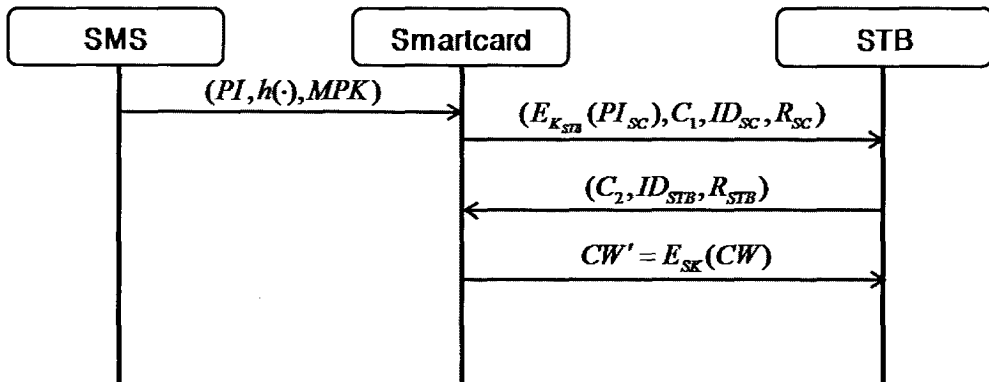 SMS Smartcard STB
(PI, h(·), MPK)
(E_{K_{STB}}(PI_{SC}), C_1, ID_{SC}, R_{SC})
(C_2, ID_{STB}, R_{STB})
CW' = E_{SK}(CW)